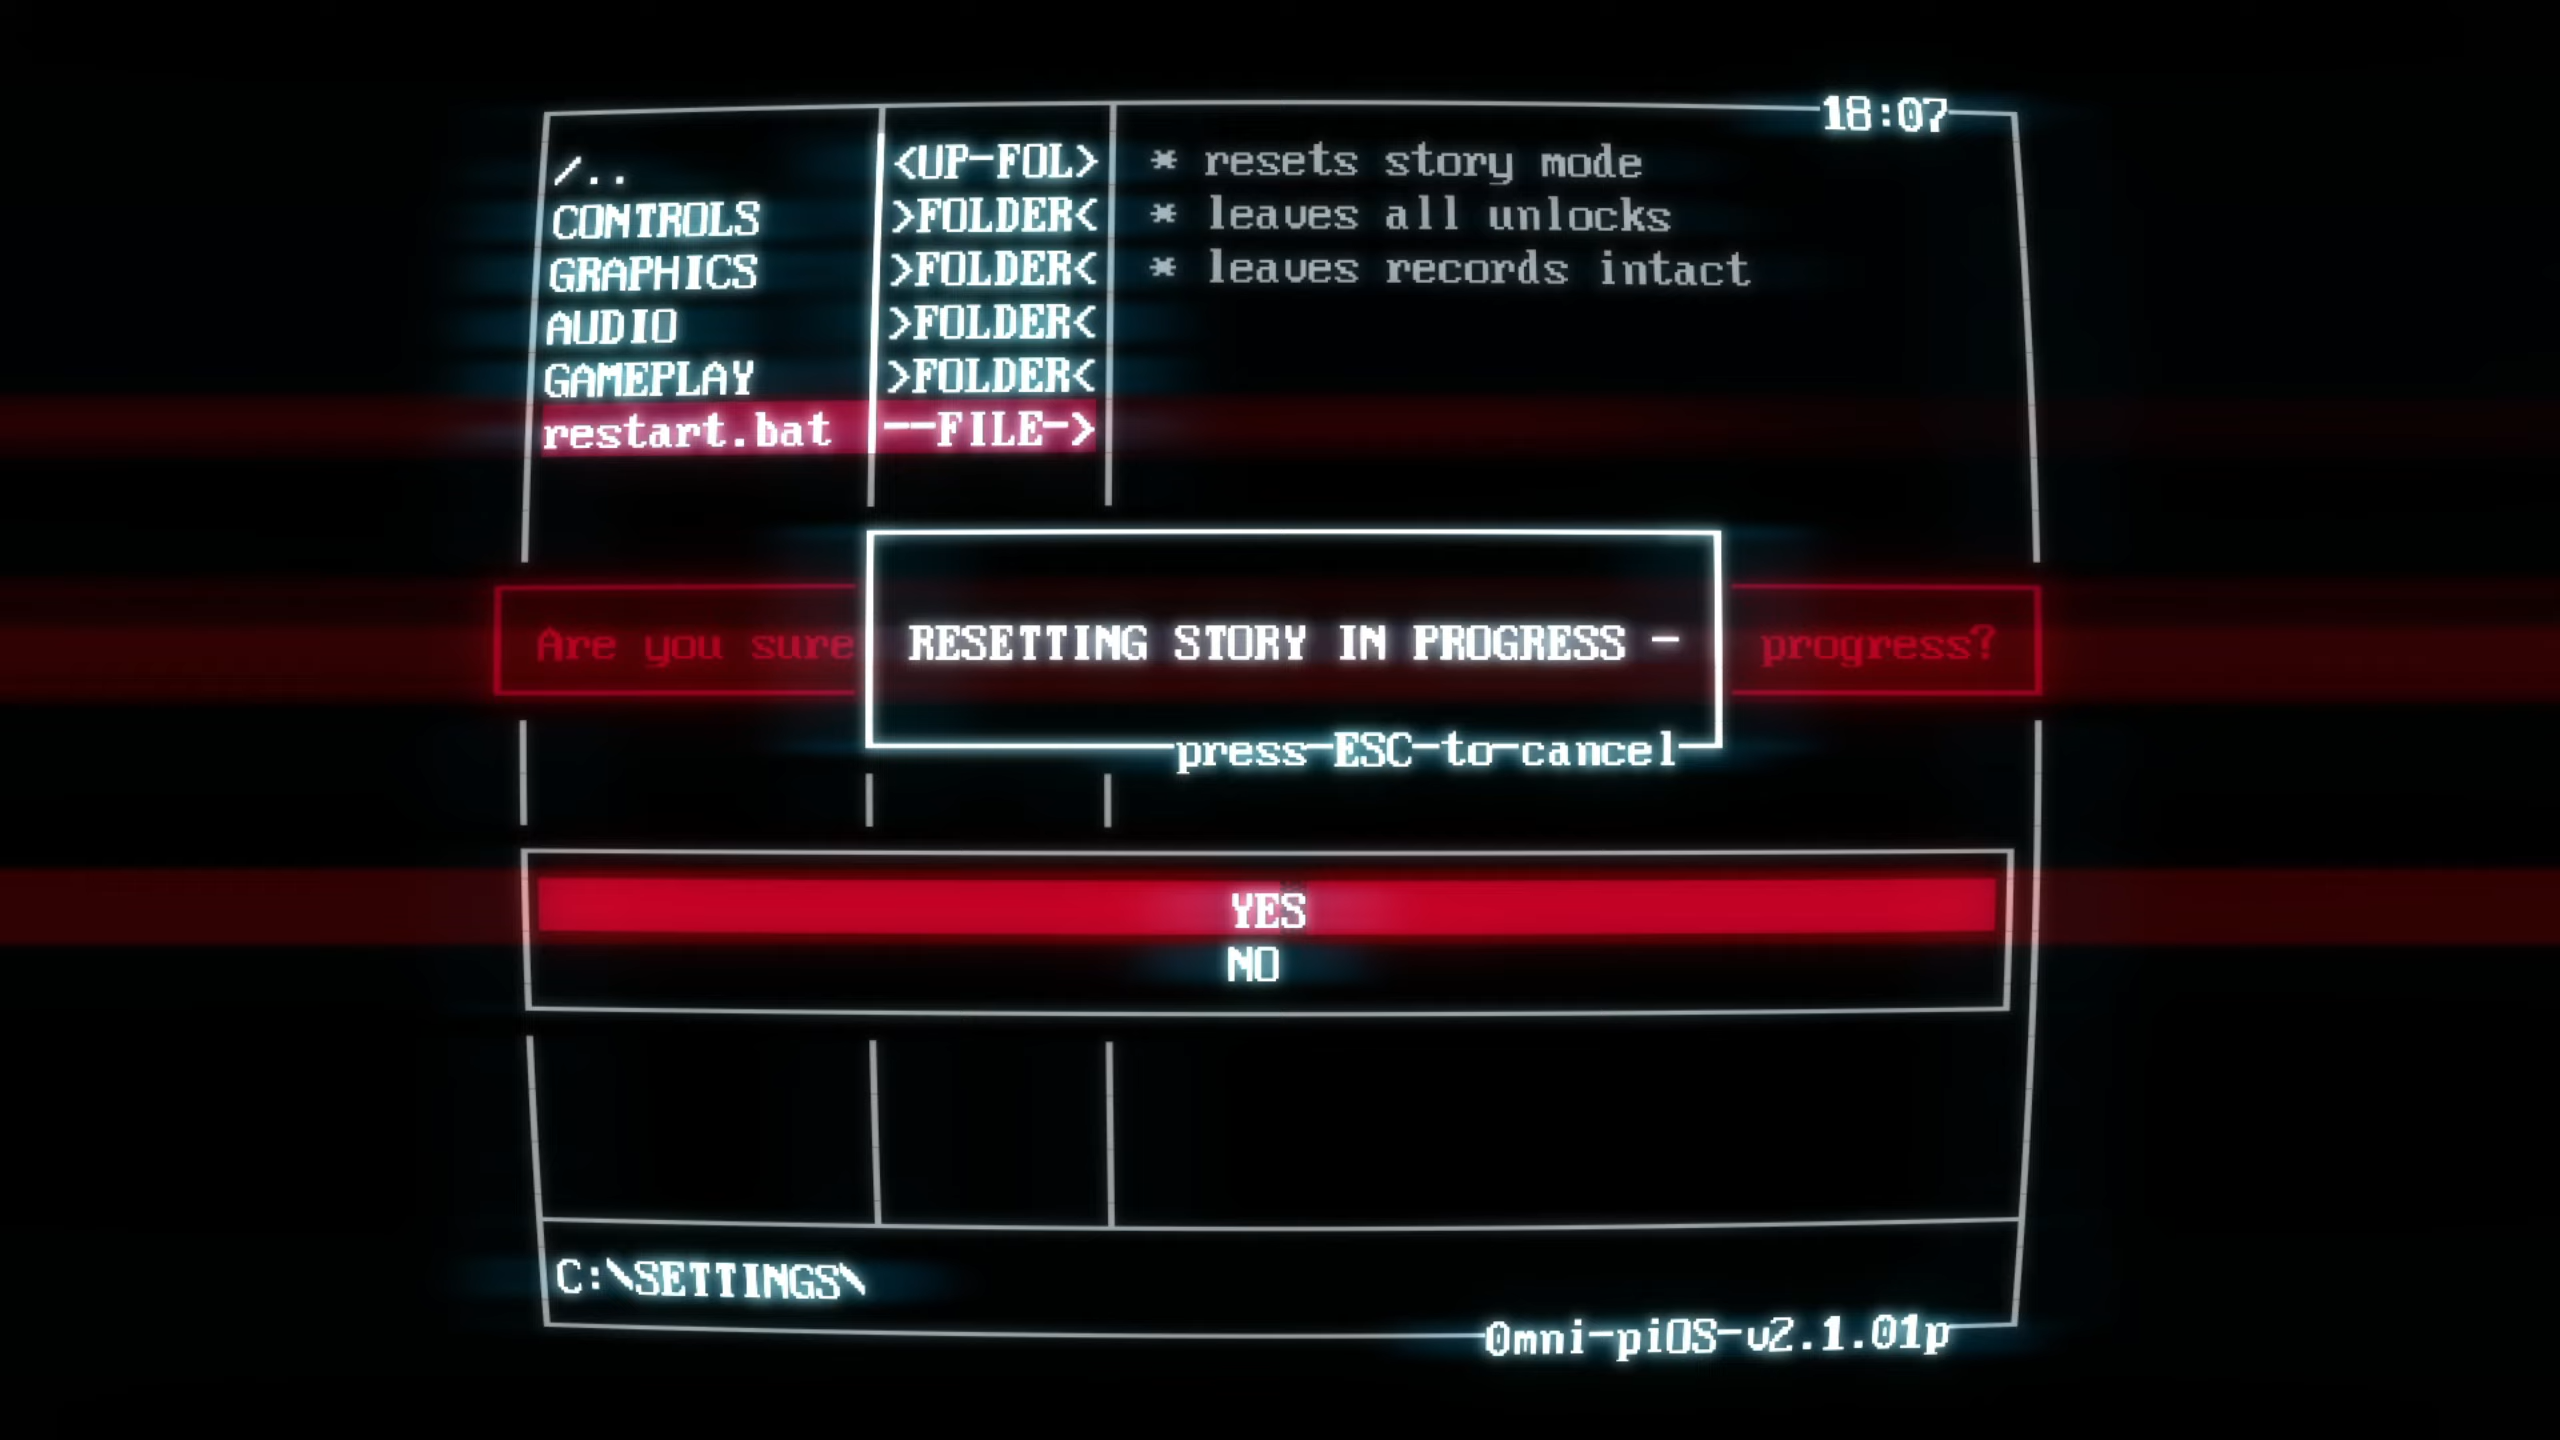 18:07
/.. <UP-FOL> * resets story mode
CONTROLS >FOLDER< * leaves all unlocks
GRAPHICS >FOLDER< * leaves records intact
AUDIO >FOLDER<
GAMEPLAY >FOLDER<
restart.bat --FILE->
Are you sure progress?
RESETTING STORY IN PROGRESS -
press-ESC-to-cancel
YES
NO
C:\SETTINGS\
0mni-piOS-v2.1.01p